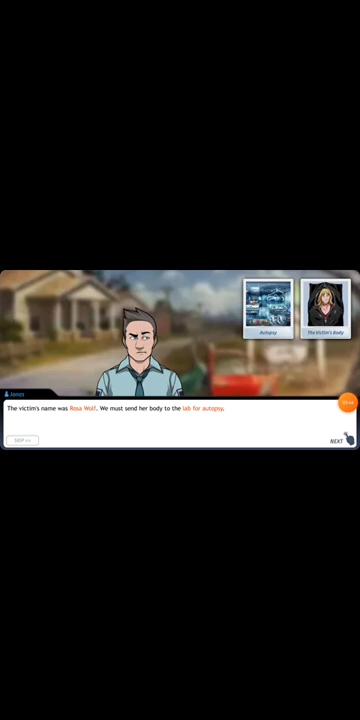 Autopsy
The Victim's Body
Jones
The victim's name was Rosa Wolf. We must send her body to the lab for autopsy.
SKIP >>
NEXT